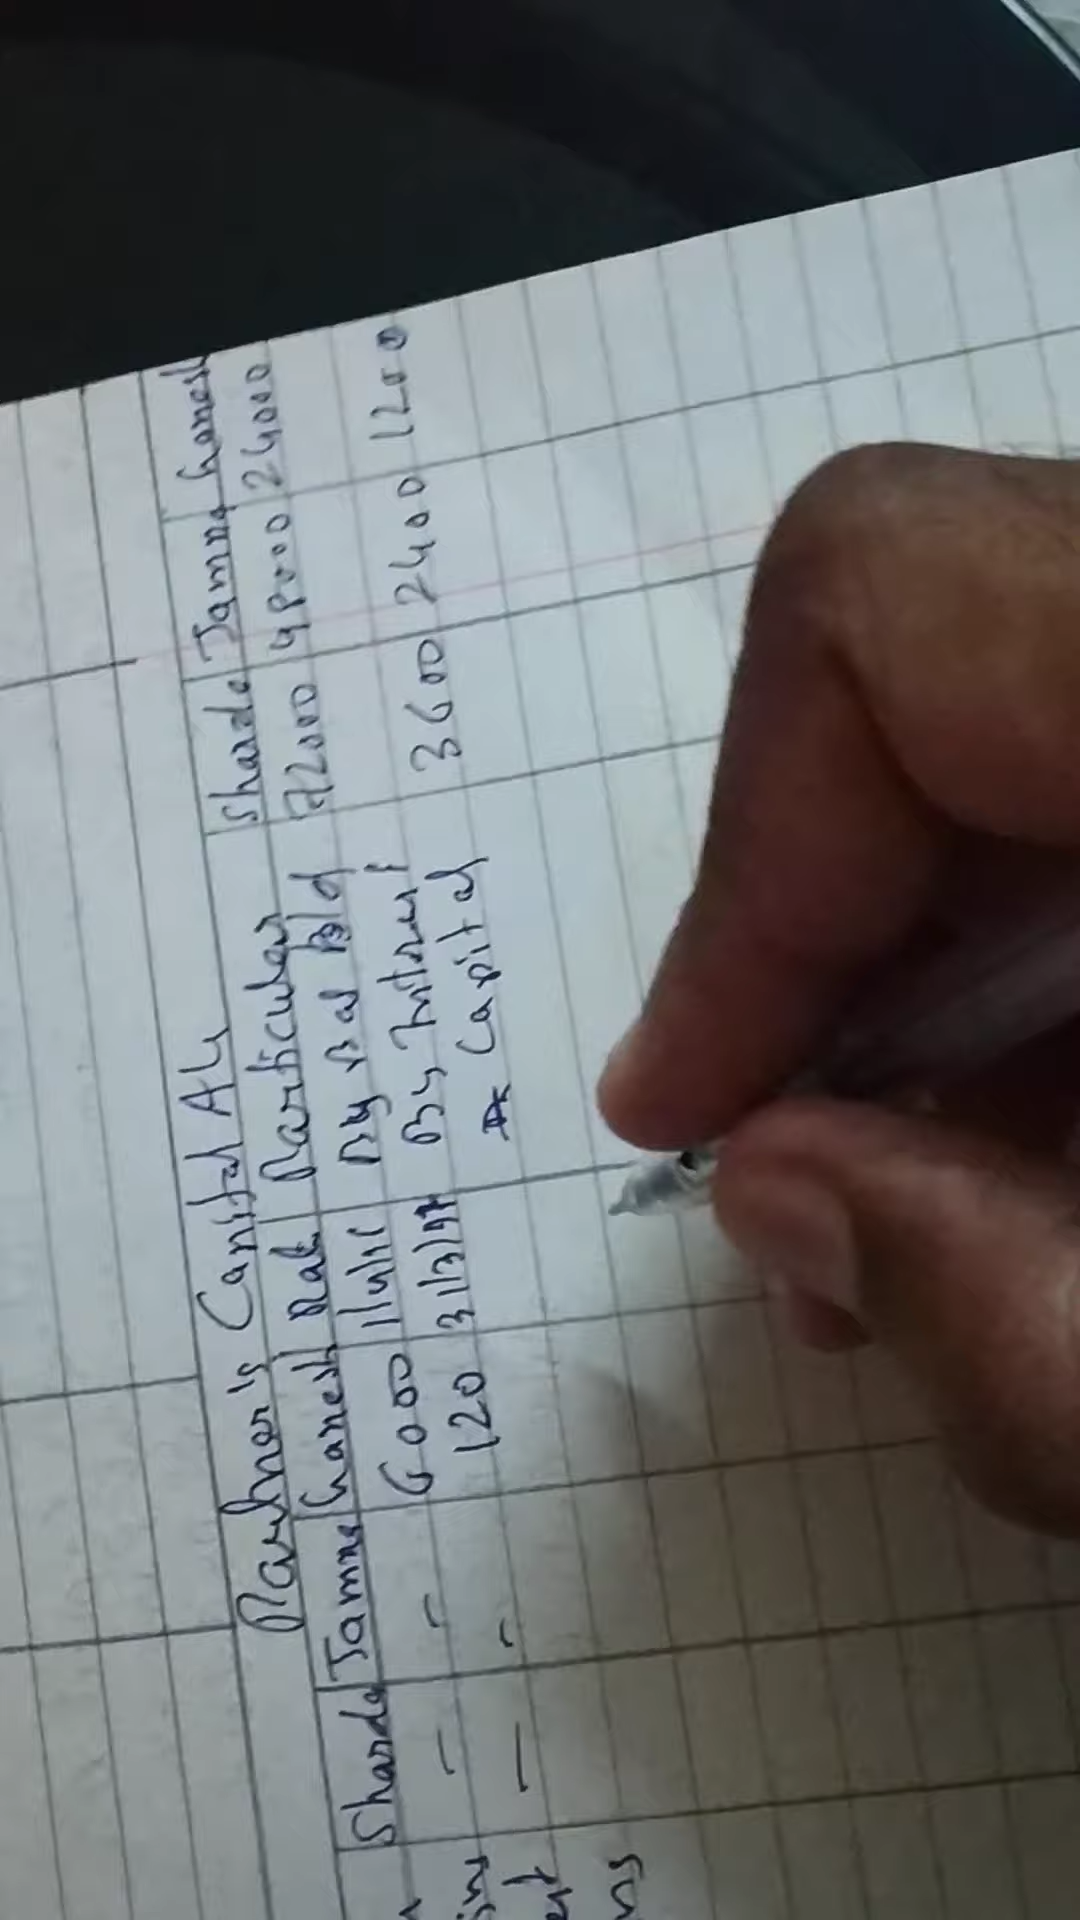 Partner's Capital A/c
Sharda Jamna Ganesh Date Particular Sharda Jamna Ganesh
– – 6000 1/4/16 By Bal B/d 72000 48000 24000
– – 120 31/3/17 By Interest 3600 2400 1200
Capital